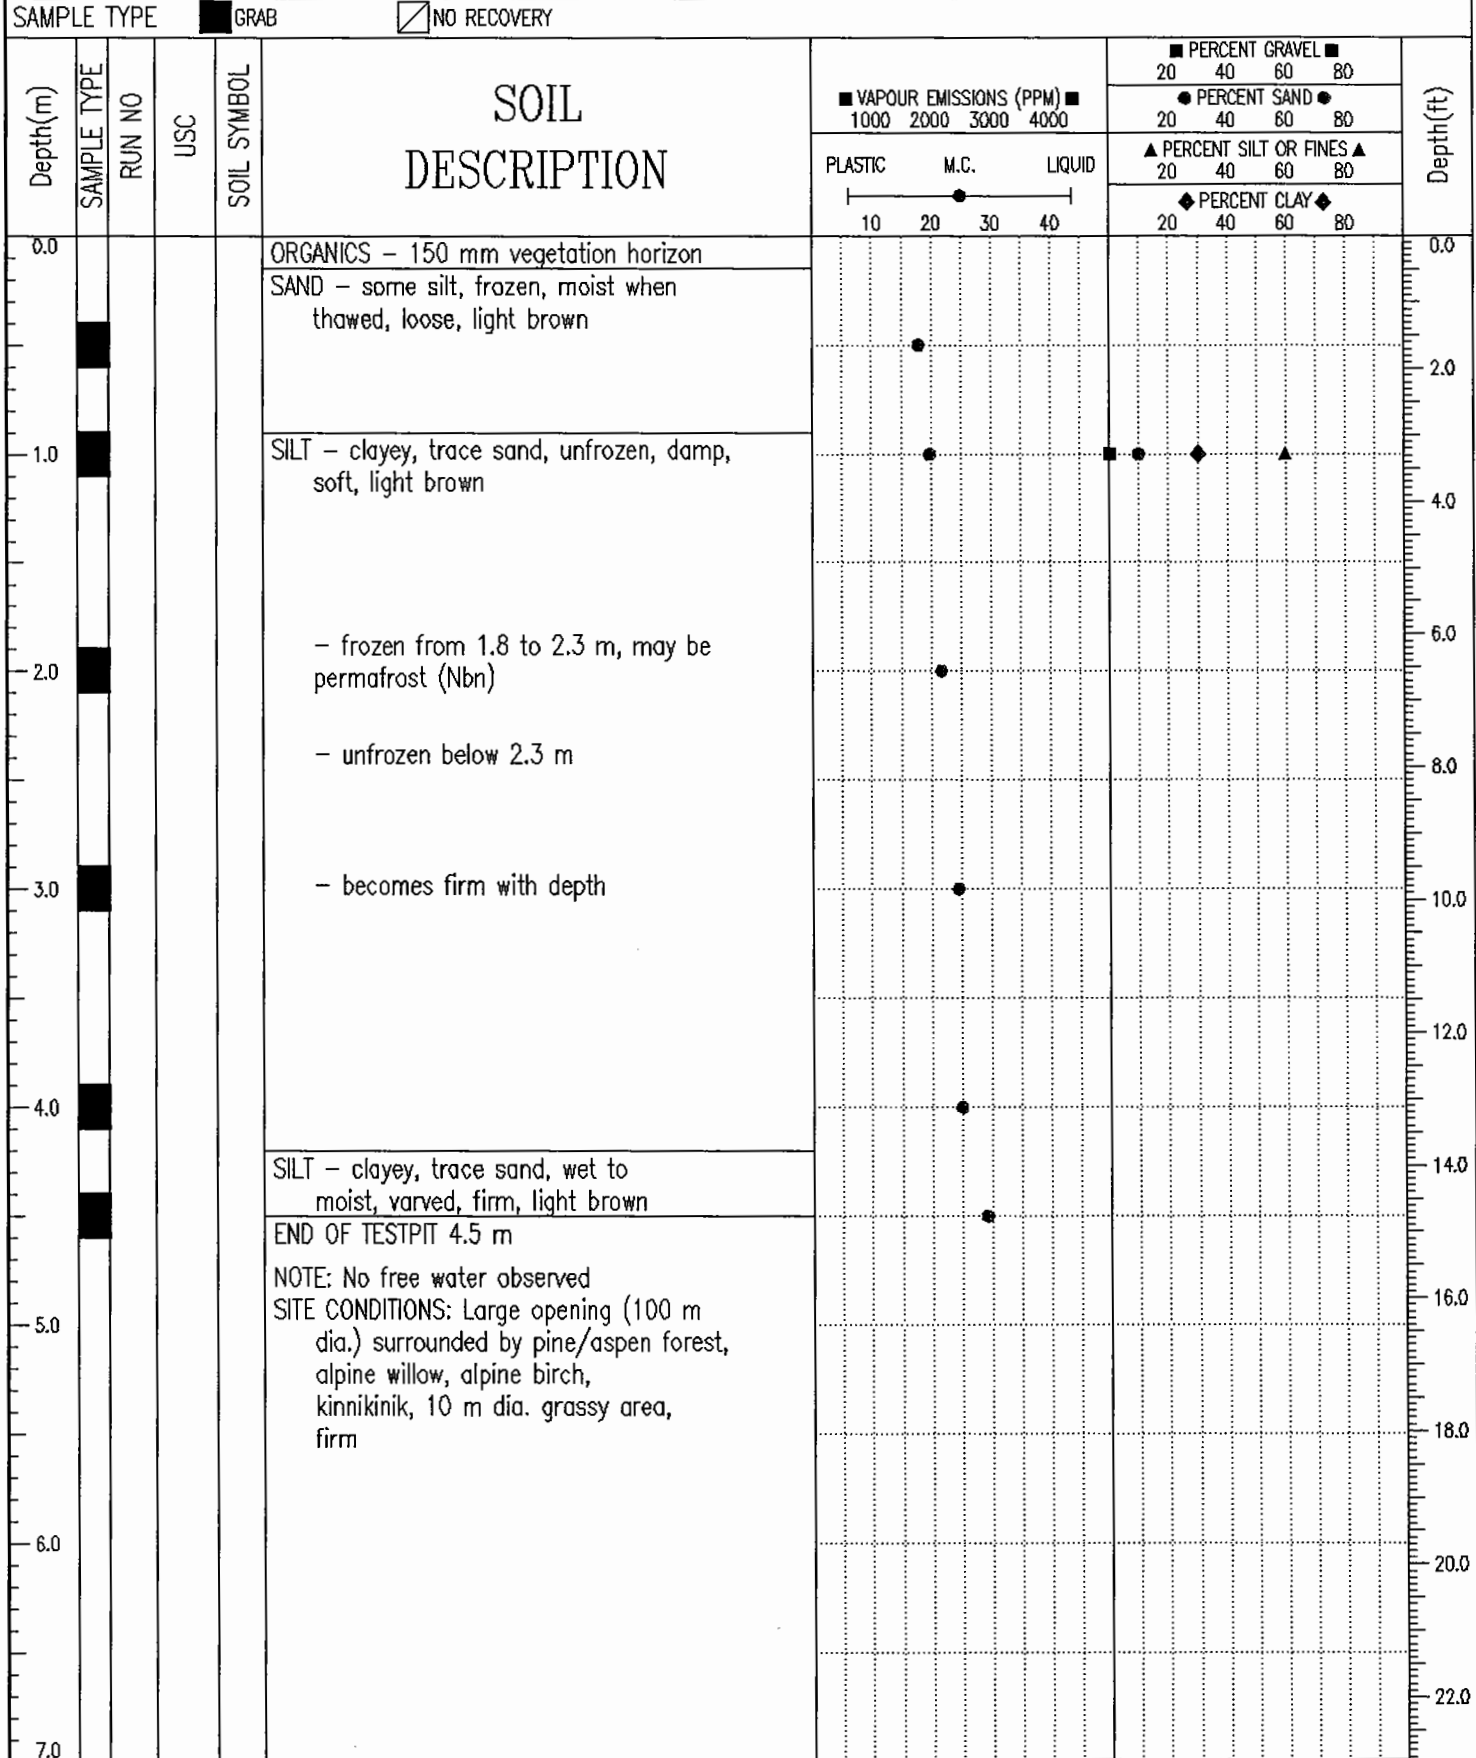 SAMPLE TYPE GRAB NO RECOVERY
Depth(m)
SAMPLE TYPE
RUN NO
USC
SOIL SYMBOL
SOIL
DESCRIPTION
■ VAPOUR EMISSIONS (PPM) ■
1000 2000 3000 4000
PLASTIC M.C. LIQUID
10 20 30 40
■ PERCENT GRAVEL ■
20 40 60 80
● PERCENT SAND ●
20 40 60 80
▲ PERCENT SILT OR FINES ▲
20 40 60 80
◆ PERCENT CLAY ◆
20 40 60 80
Depth(ft)
0.0
1.0
2.0
3.0
4.0
5.0
6.0
7.0
ORGANICS – 150 mm vegetation horizon
SAND – some silt, frozen, moist when
thawed, loose, light brown
SILT – clayey, trace sand, unfrozen, damp,
soft, light brown
– frozen from 1.8 to 2.3 m, may be
permafrost (Nbn)
– unfrozen below 2.3 m
– becomes firm with depth
SILT – clayey, trace sand, wet to
moist, varved, firm, light brown
END OF TESTPIT 4.5 m
NOTE: No free water observed
SITE CONDITIONS: Large opening (100 m
dia.) surrounded by pine/aspen forest,
alpine willow, alpine birch,
kinnikinik, 10 m dia. grassy area,
firm
0.0
2.0
4.0
6.0
8.0
10.0
12.0
14.0
16.0
18.0
20.0
22.0